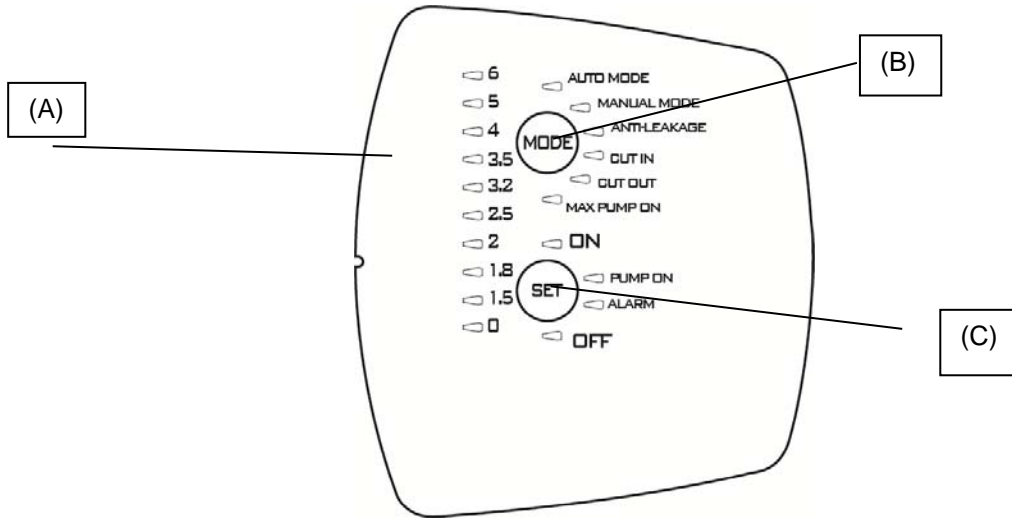 (A)
(B)
(C)
6
5
4
3.5
3.2
2.5
2
1.8
1.5
0
AUTO MODE
MANUAL MODE
ANTI-LEAKAGE
MODE
CUT IN
CUT OUT
MAX PUMP ON
ON
PUMP ON
SET
ALARM
OFF